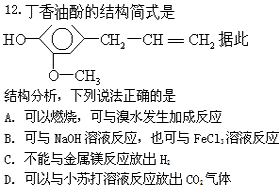 12.丁香油酚的结构简式是
HO-CH₂-CH=CH₂据此
O-CH₃
结构分析，下列说法正确的是
A. 可以燃烧，可与溴水发生加成反应
B. 可与NaOH溶液反应，也可与FeCl₃溶液反应
C. 不能与金属镁反应放出H₂
D. 可以与小苏打溶液反应放出CO₂气体